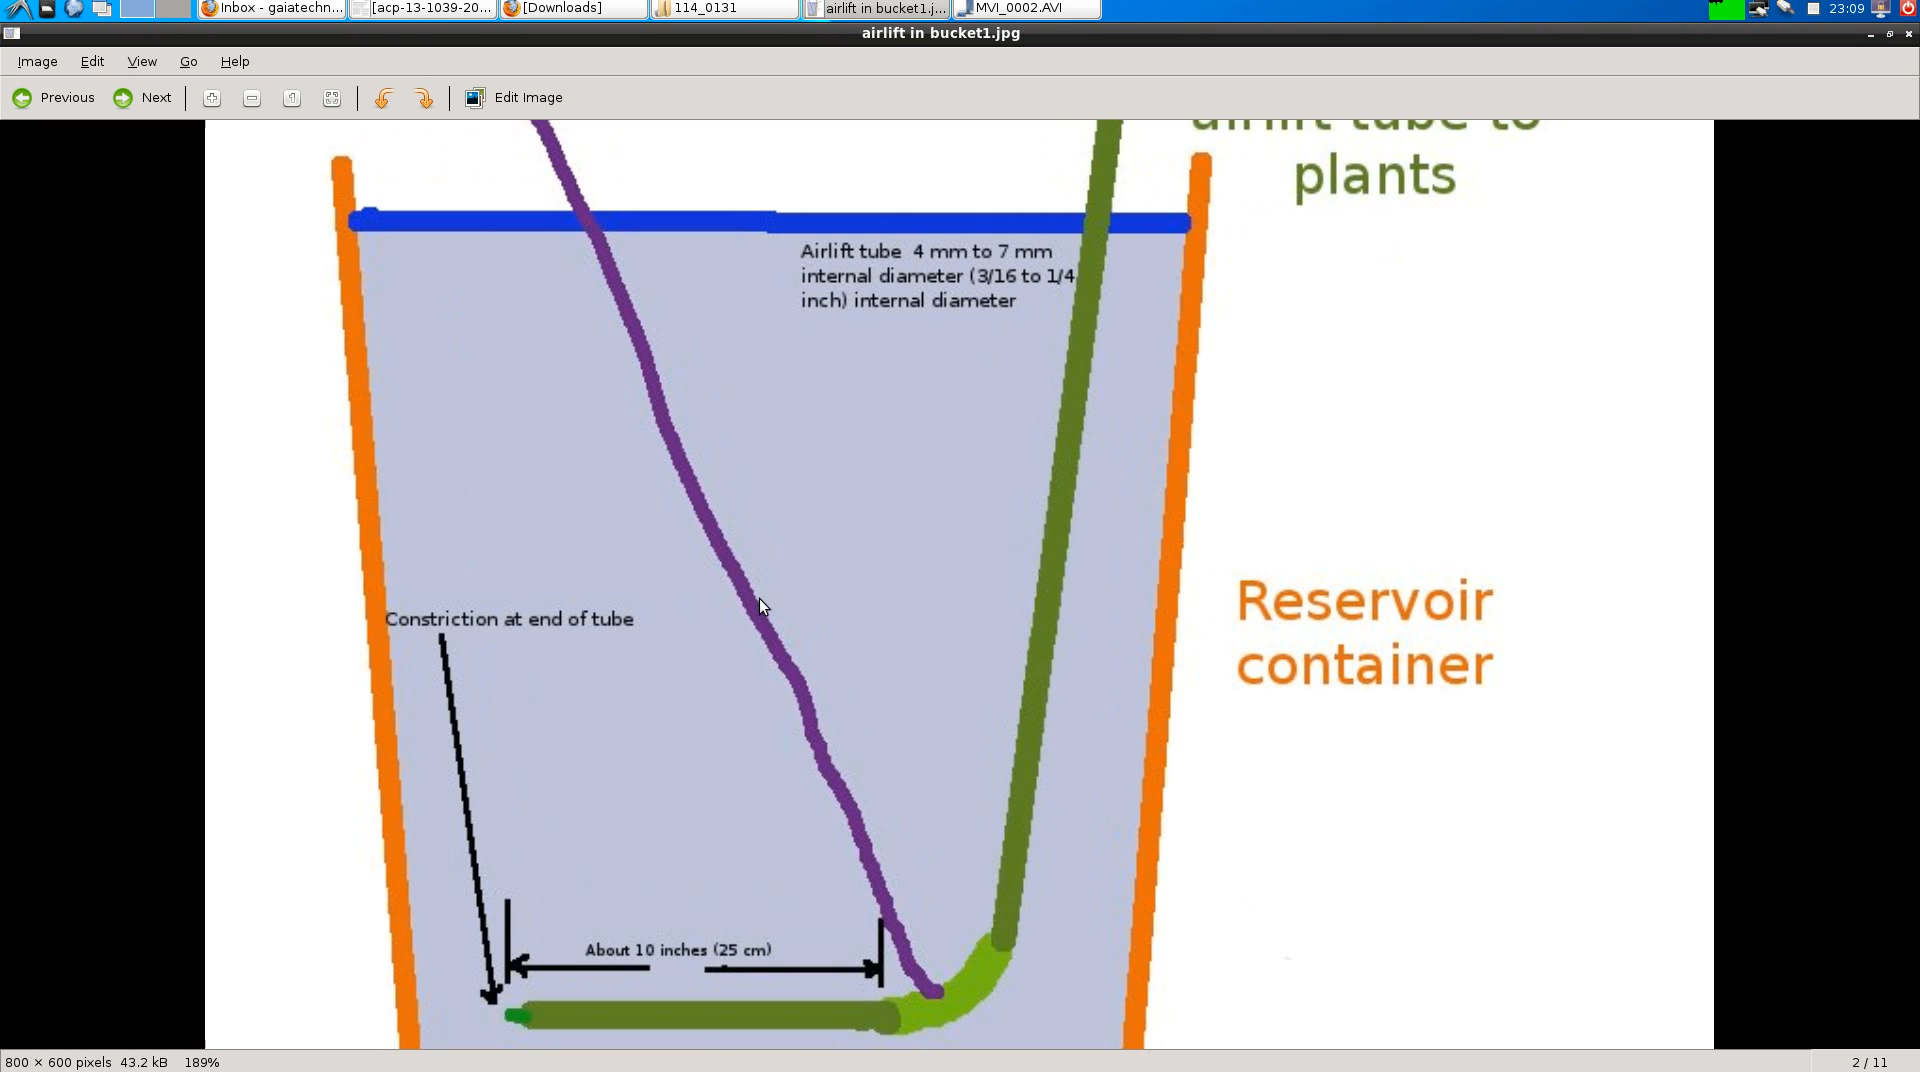 Inbox - gaiatechn...
[acp-13-1039-20...
[Downloads]
114_0131
airlift in bucket1.j...
MVI_0002.AVI
23:09
airlift in bucket1.jpg
Image Edit View Go Help
Previous Next Edit Image
airlift tube to
plants
Airlift tube 4 mm to 7 mm
internal diameter (3/16 to 1/4
inch) internal diameter
Reservoir
container
Constriction at end of tube
About 10 inches (25 cm)
800 × 600 pixels 43.2 kB 189%
2 / 11